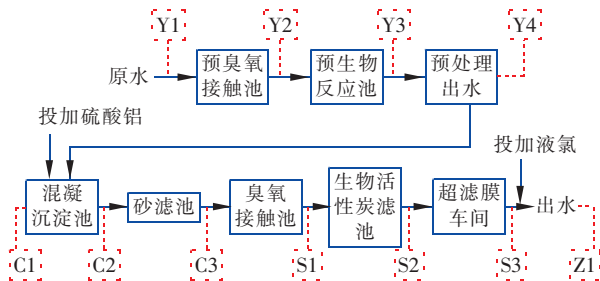 Y1
Y2
Y3
Y4
原水
预臭氧
接触池
预生物
反应池
预处理
出水
投加硫酸铝
投加液氯
混凝
沉淀池
砂滤池
臭氧
接触池
生物活
性炭滤
池
超滤膜
车间
出水
C1
C2
C3
S1
S2
S3
Z1